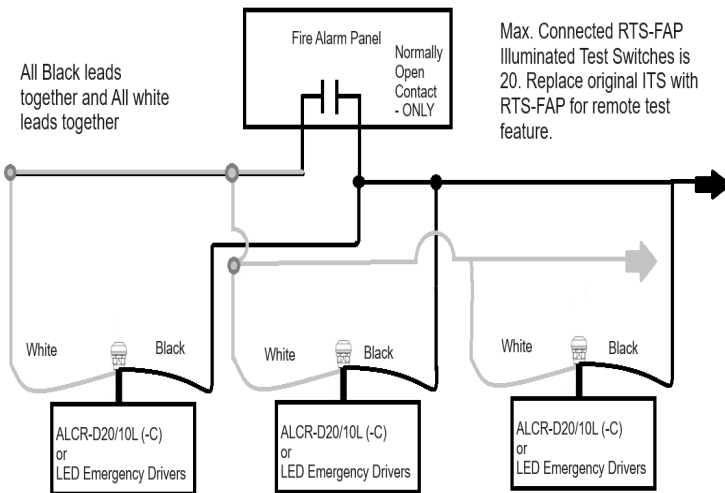 Fire Alarm Panel
Normally
Open
Contact
- ONLY
Max. Connected RTS-FAP
Illuminated Test Switches is
20. Replace original ITS with
RTS-FAP for remote test
feature.
All Black leads
together and All white
leads together
White
Black
White
Black
White
Black
ALCR-D20/10L (-C)
or
LED Emergency Drivers
ALCR-D20/10L (-C)
or
LED Emergency Drivers
ALCR-D20/10L (-C)
or
LED Emergency Drivers